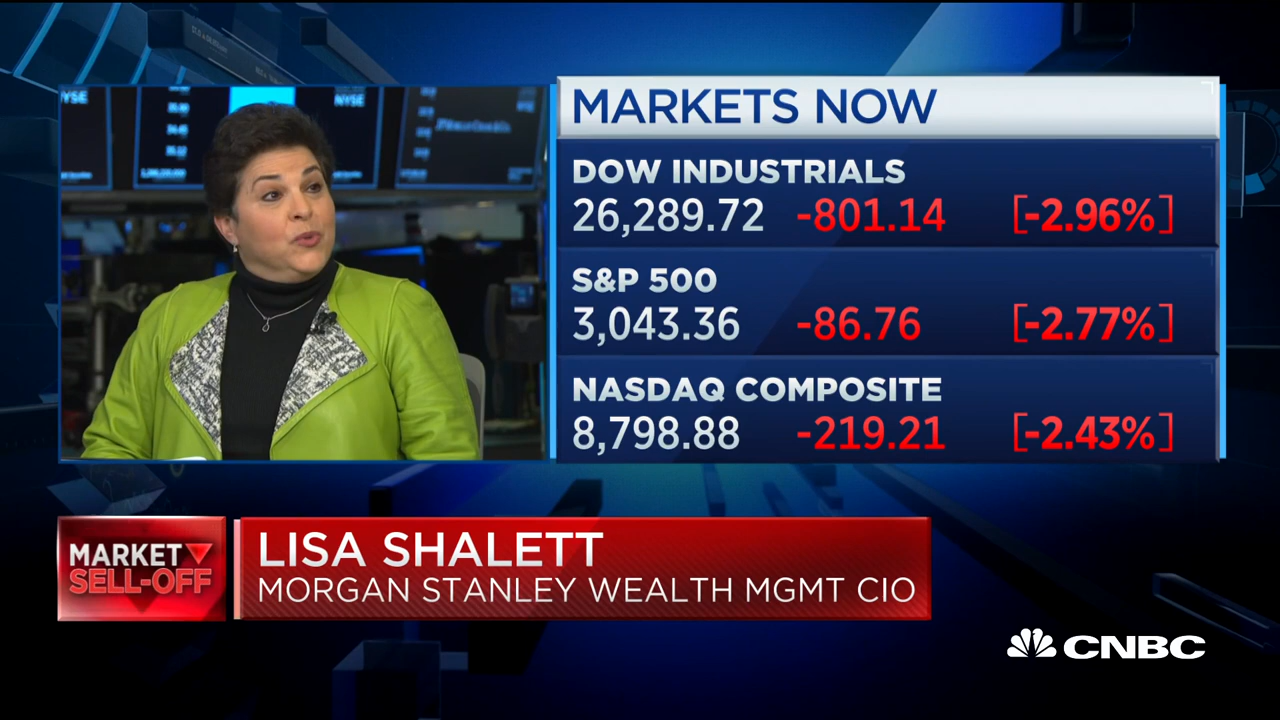 YSE
NYSE
MARKETS NOW
DOW INDUSTRIALS
26,289.72 -801.14 [-2.96%]
S&P 500
3,043.36 -86.76 [-2.77%]
NASDAQ COMPOSITE
8,798.88 -219.21 [-2.43%]
MARKET
SELL-OFF
LISA SHALETT
MORGAN STANLEY WEALTH MGMT CIO
CNBC